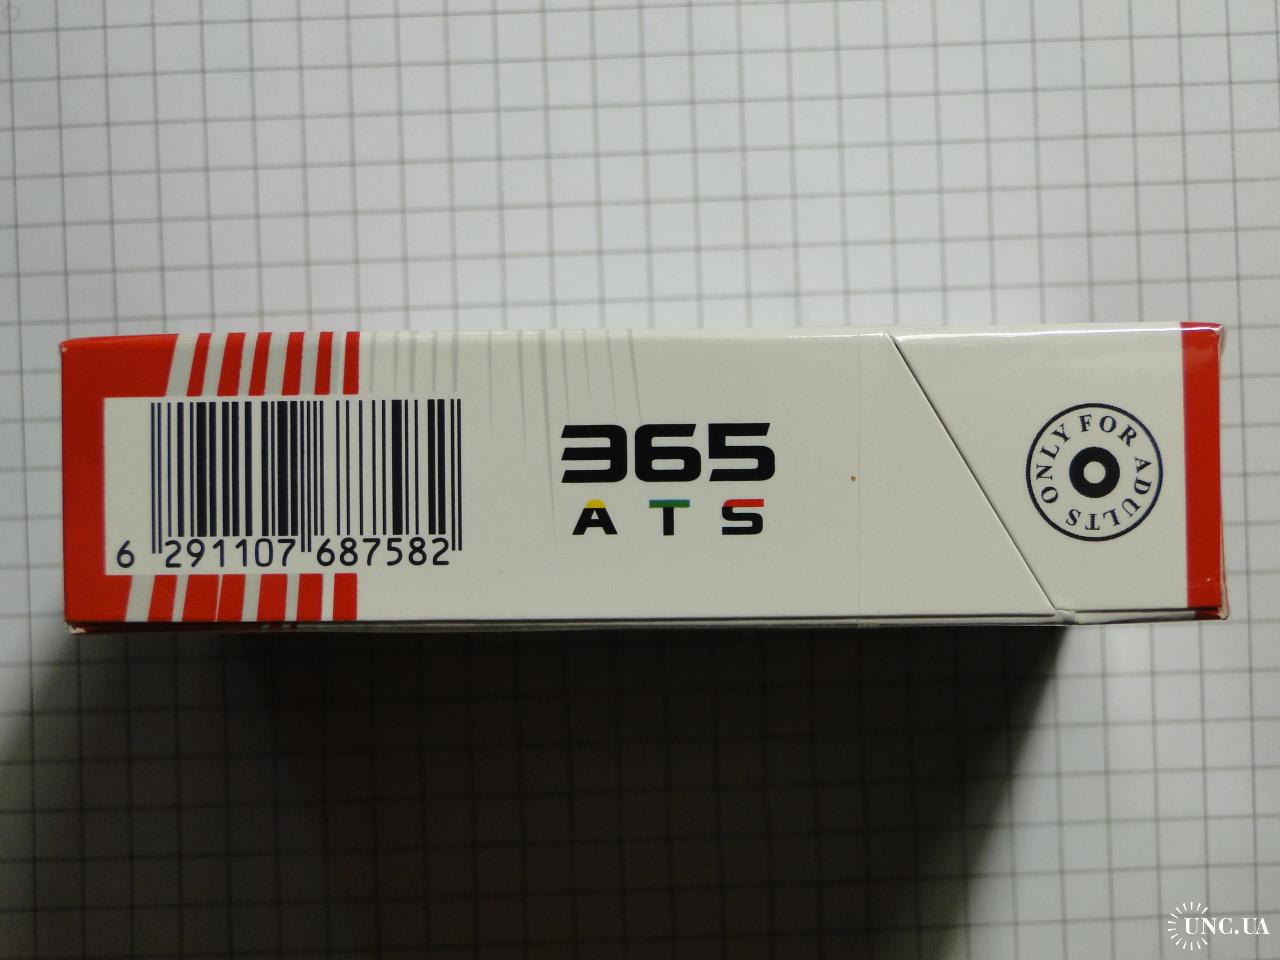 365
ATS
6 291107 687582
ONLY FOR ADULTS
UNC.UA